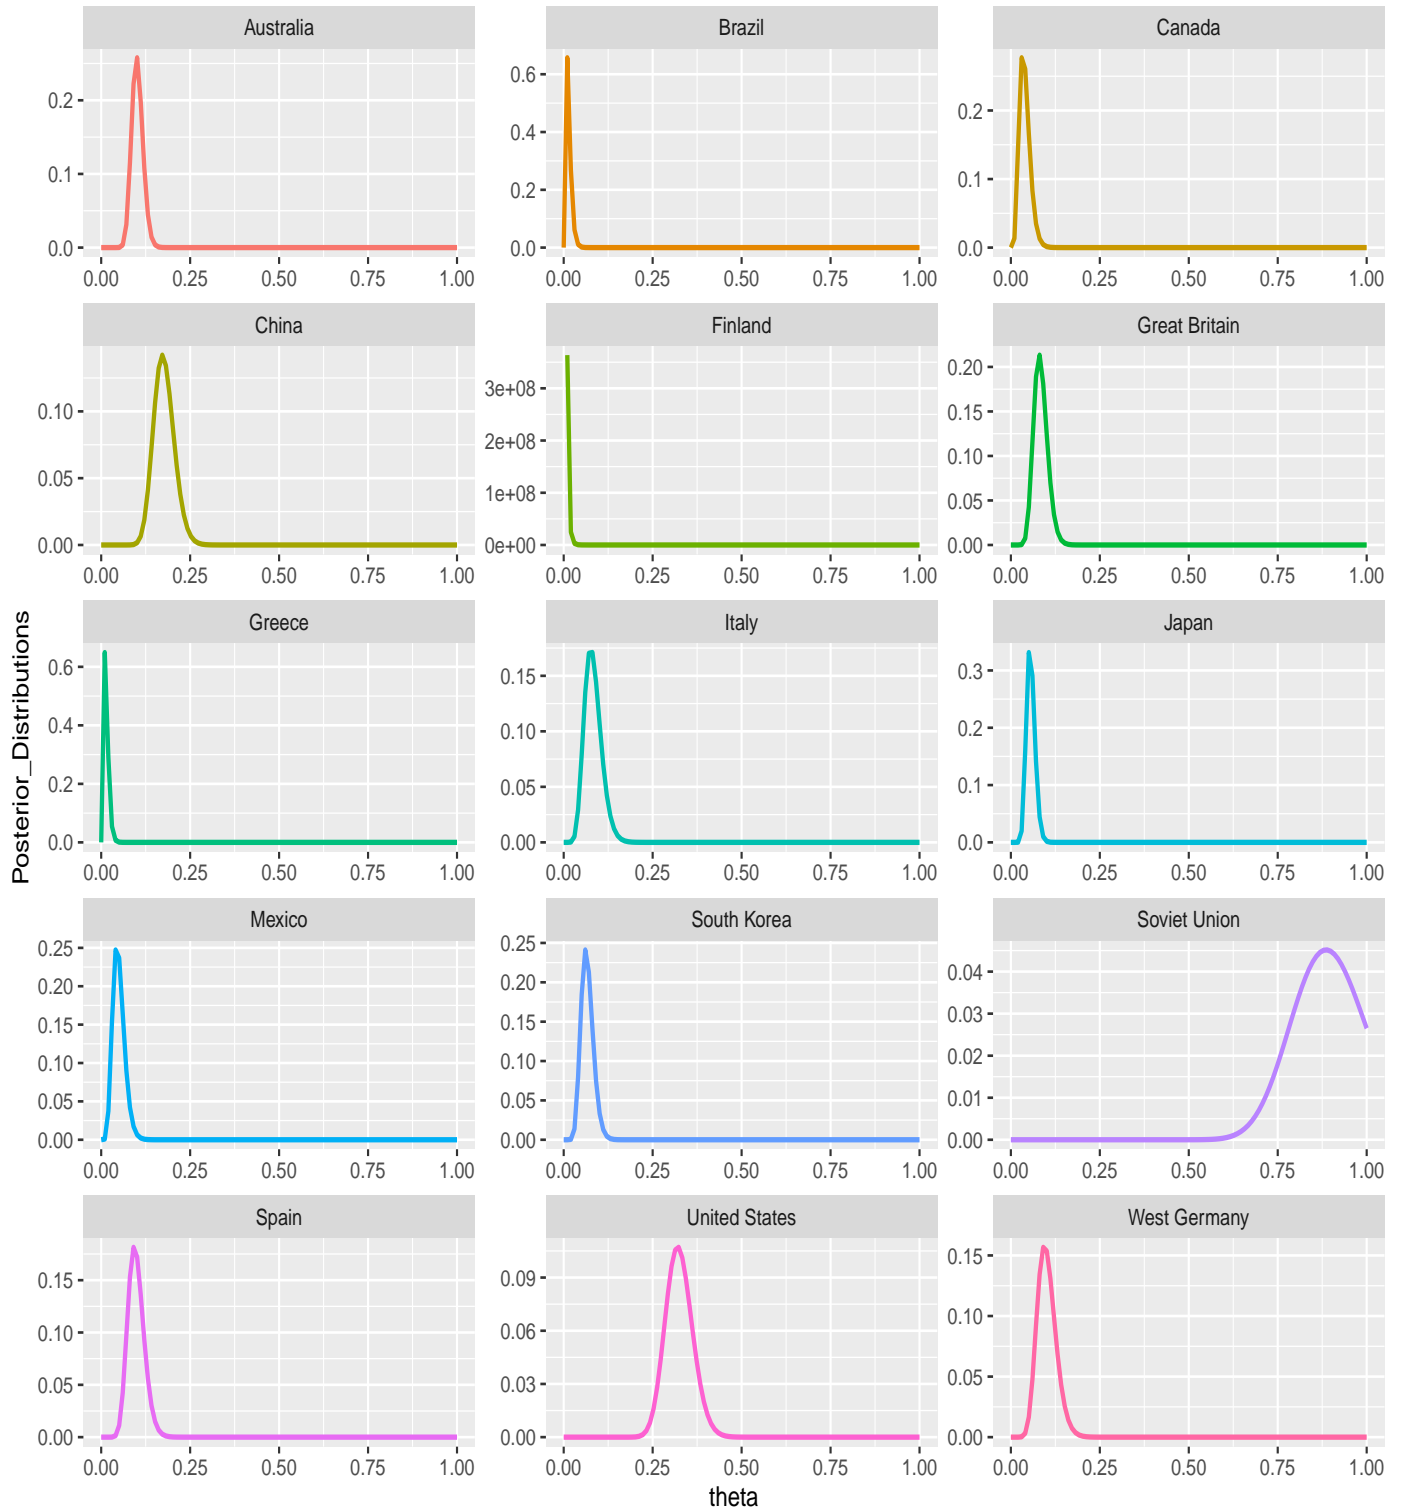 Australia
Brazil
Canada
0.2
0.1
0.0
0.00 0.25 0.50 0.75 1.00
0.6
0.4
0.2
0.0
0.00 0.25 0.50 0.75 1.00
0.2
0.1
0.0
0.00 0.25 0.50 0.75 1.00
China
Finland
Great Britain
0.10
0.05
0.00
0.00 0.25 0.50 0.75 1.00
3e+08
2e+08
1e+08
0e+00
0.00 0.25 0.50 0.75 1.00
0.20
0.15
0.10
0.05
0.00
0.00 0.25 0.50 0.75 1.00
Posterior_Distributions
Greece
Italy
Japan
0.6
0.4
0.2
0.0
0.00 0.25 0.50 0.75 1.00
0.15
0.10
0.05
0.00
0.00 0.25 0.50 0.75 1.00
0.3
0.2
0.1
0.0
0.00 0.25 0.50 0.75 1.00
Mexico
South Korea
Soviet Union
0.25
0.20
0.15
0.10
0.05
0.00
0.00 0.25 0.50 0.75 1.00
0.25
0.20
0.15
0.10
0.05
0.00
0.00 0.25 0.50 0.75 1.00
0.04
0.03
0.02
0.01
0.00
0.00 0.25 0.50 0.75 1.00
Spain
United States
West Germany
0.15
0.10
0.05
0.00
0.00 0.25 0.50 0.75 1.00
0.09
0.06
0.03
0.00
0.00 0.25 0.50 0.75 1.00
0.15
0.10
0.05
0.00
0.00 0.25 0.50 0.75 1.00
theta